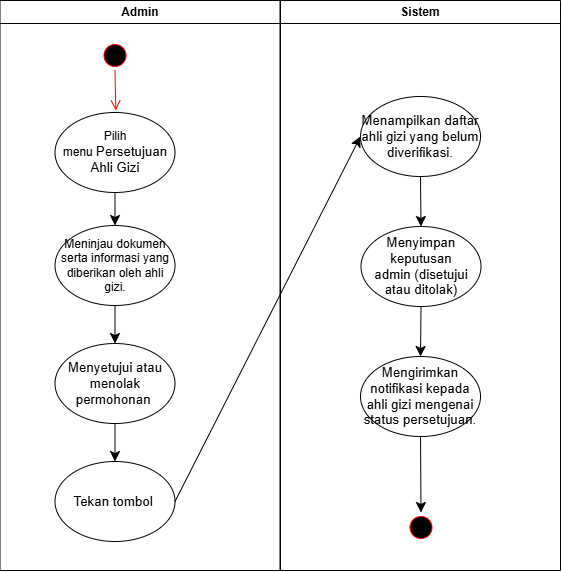 Admin
Sistem
Pilih
menu Persetujuan
Ahli Gizi
Meninjau dokumen
serta informasi yang
diberikan oleh ahli
gizi.
Menyetujui atau
menolak
permohonan
Tekan tombol
Menampilkan daftar
ahli gizi yang belum
diverifikasi.
Menyimpan
keputusan
admin (disetujui
atau ditolak)
Mengirimkan
notifikasi kepada
ahli gizi mengenai
status persetujuan.